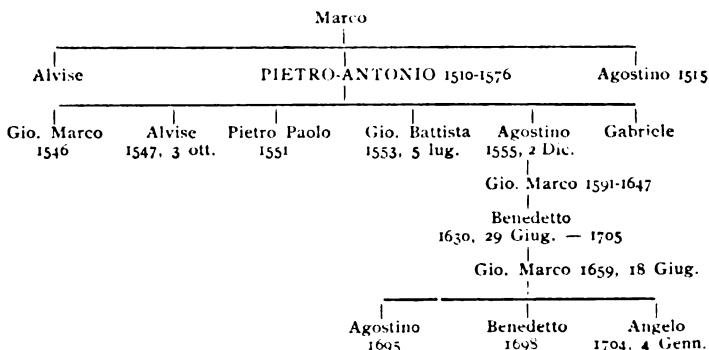 Marco
Alvise PIETRO-ANTONIO 1510-1576 Agostino 1515
Gio. Marco Alvise Pietro Paolo Gio. Battista Agostino Gabriele
1546 1547, 3 ott. 1551 1553, 5 lug. 1555, 2 Dic.
Gio. Marco 1591-1647
Benedetto
1630, 29 Giug. — 1705
Gio. Marco 1659, 18 Giug.
Agostino Benedetto Angelo
1695 1698 1704, 4 Genn.